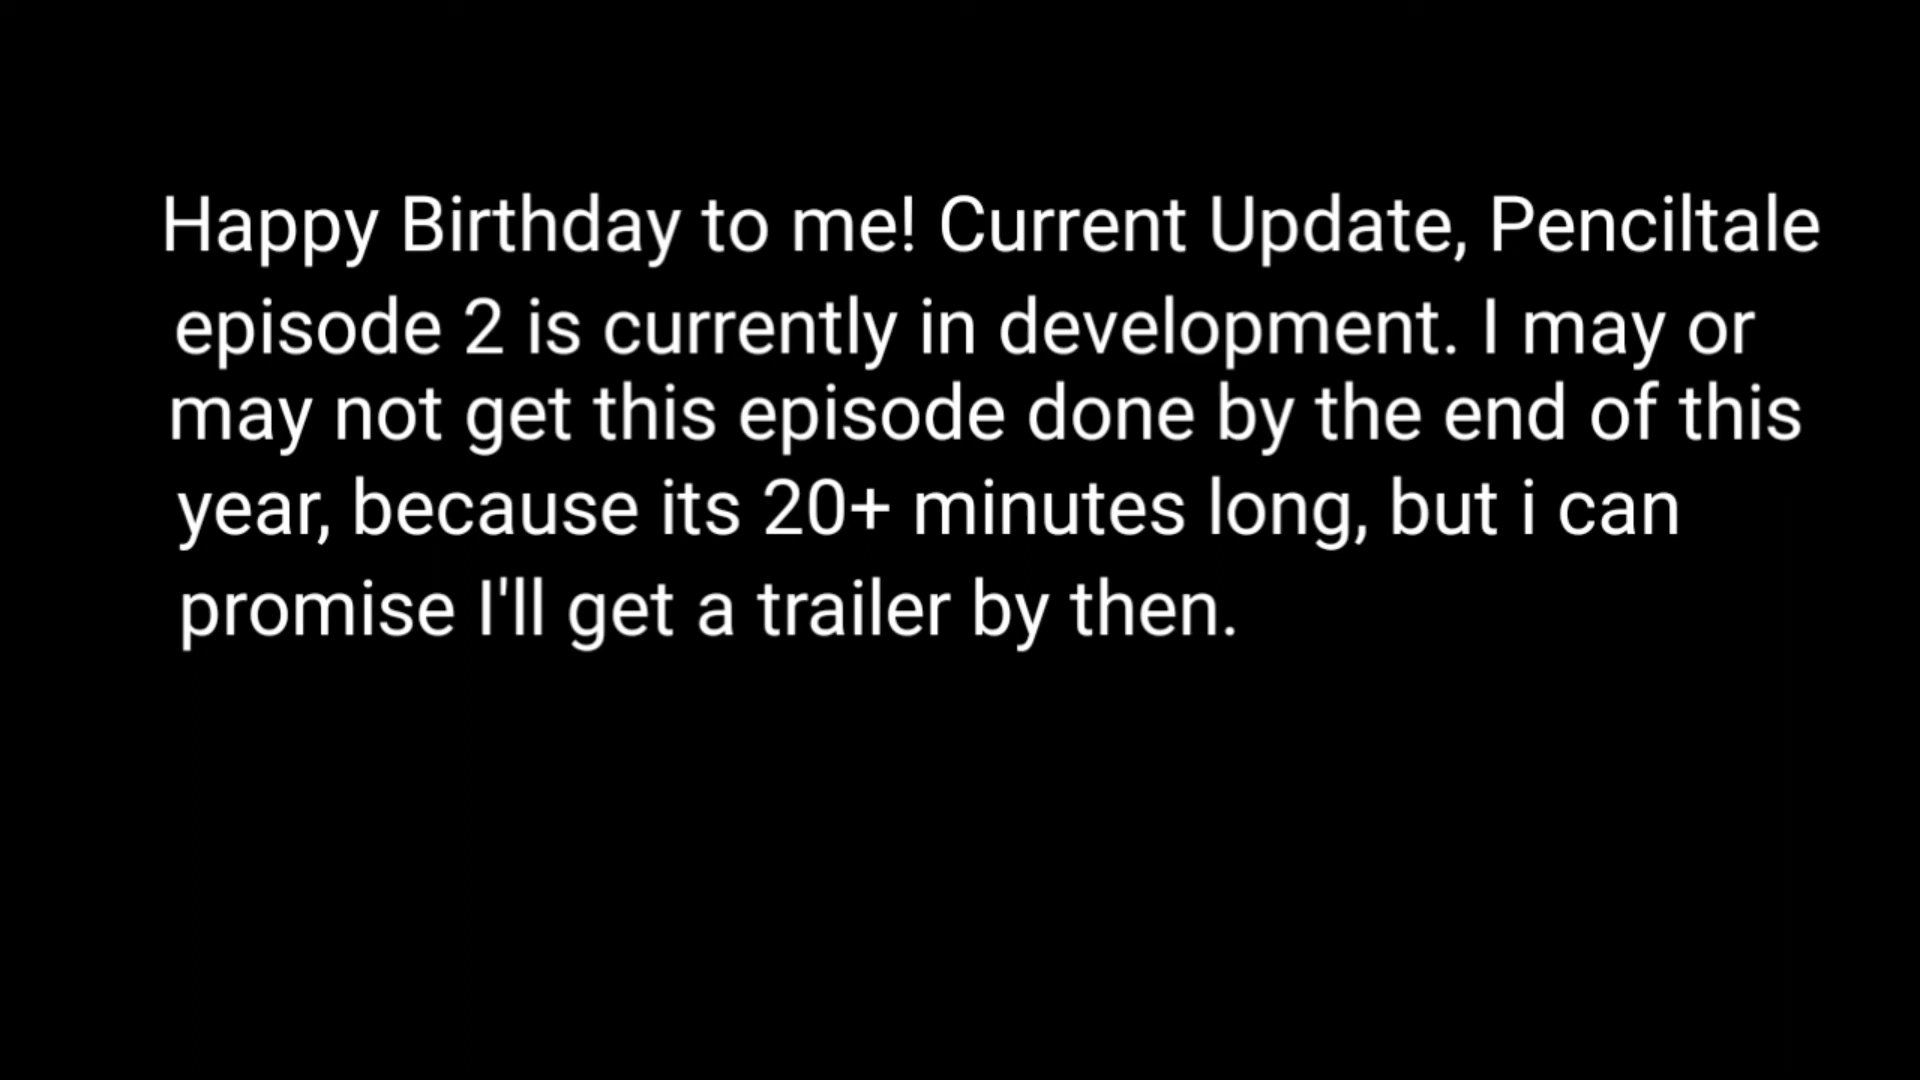 Happy Birthday to me! Current Update, Penciltale
episode 2 is currently in development. I may or
may not get this episode done by the end of this
year, because its 20+ minutes long, but i can
promise I'll get a trailer by then.